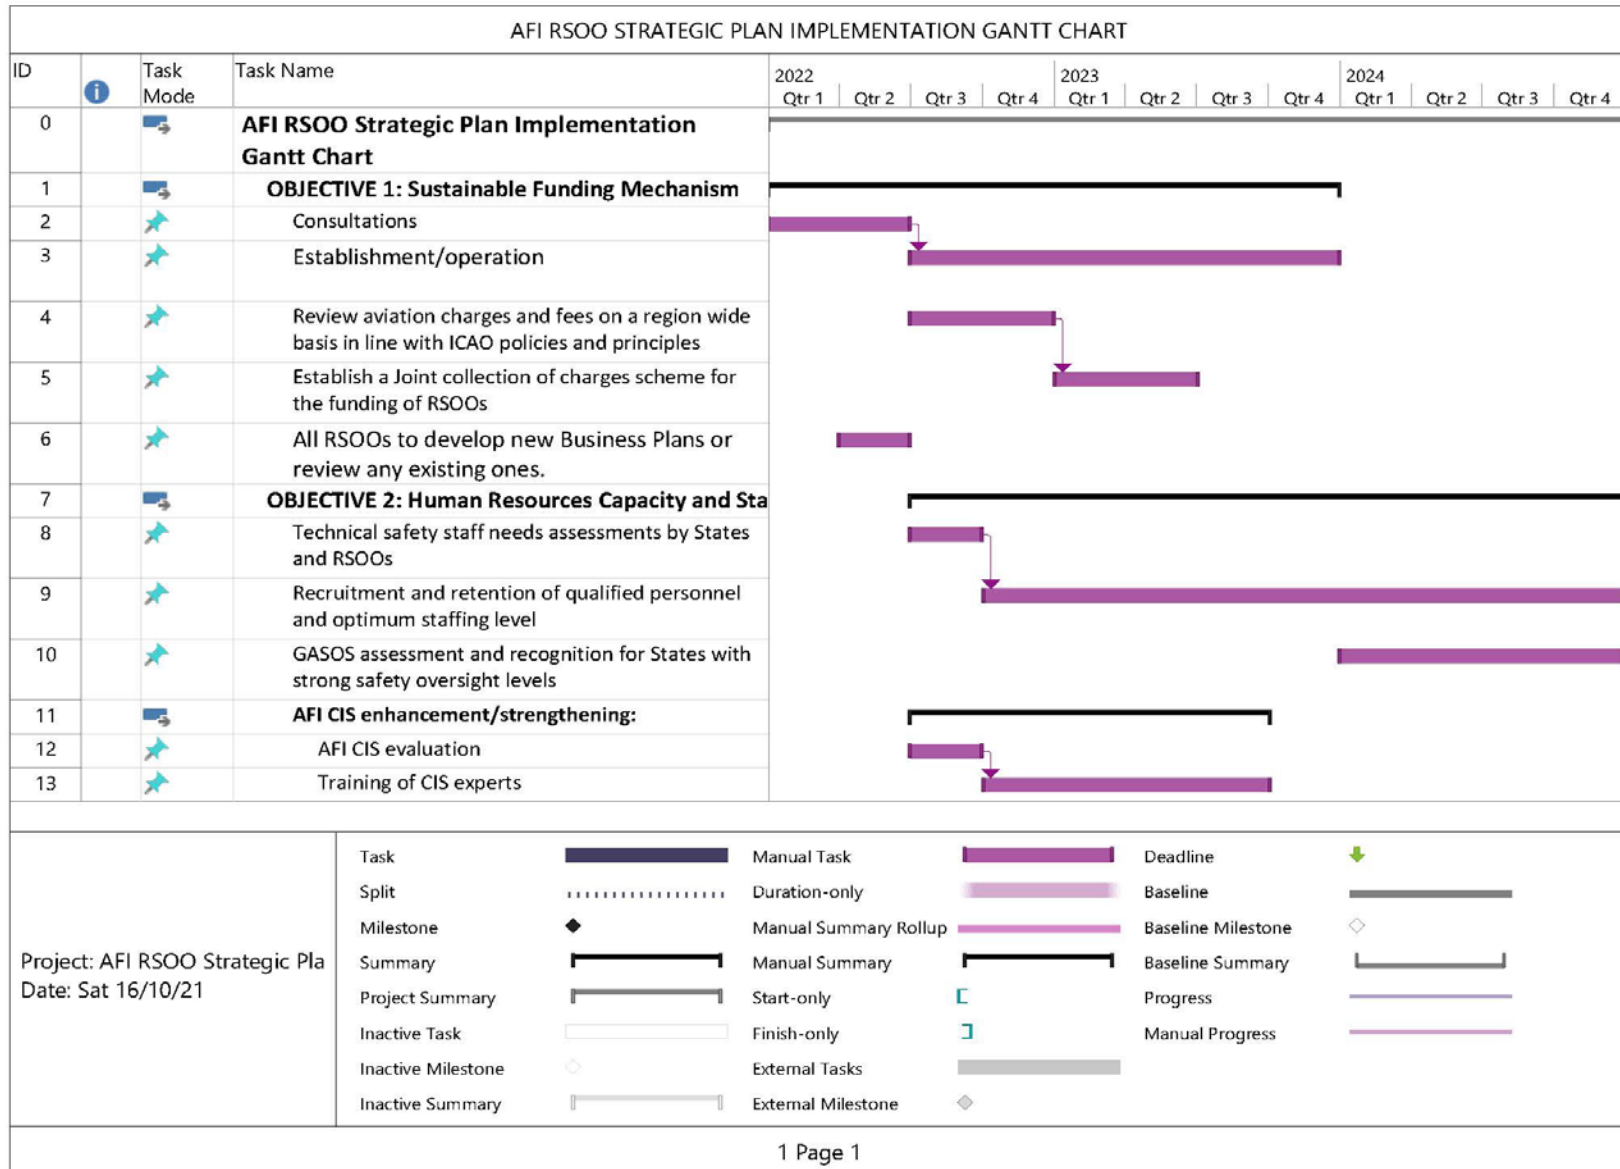 AFI RSOO STRATEGIC PLAN IMPLEMENTATION GANTT CHART
ID
Task Mode
Task Name
2022
2023
2024
Qtr 1 Qtr 2 Qtr 3 Qtr 4 Qtr 1 Qtr 2 Qtr 3 Qtr 4 Qtr 1 Qtr 2 Qtr 3 Qtr 4
0 AFI RSOO Strategic Plan Implementation
Gantt Chart
1 OBJECTIVE 1: Sustainable Funding Mechanism
2 Consultations
3 Establishment/operation
4 Review aviation charges and fees on a region wide
basis in line with ICAO policies and principles
5 Establish a Joint collection of charges scheme for
the funding of RSOOs
6 All RSOOs to develop new Business Plans or
review any existing ones.
7 OBJECTIVE 2: Human Resources Capacity and Sta
8 Technical safety staff needs assessments by States
and RSOOs
9 Recruitment and retention of qualified personnel
and optimum staffing level
10 GASOS assessment and recognition for States with
strong safety oversight levels
11 AFI CIS enhancement/strengthening:
12 AFI CIS evaluation
13 Training of CIS experts
Project: AFI RSOO Strategic Pla
Date: Sat 16/10/21
Task
Split
Milestone
Summary
Project Summary
Inactive Task
Inactive Milestone
Inactive Summary
Manual Task
Duration-only
Manual Summary Rollup
Manual Summary
Start-only
Finish-only
External Tasks
External Milestone
Deadline
Baseline
Baseline Milestone
Baseline Summary
Progress
Manual Progress
1 Page 1